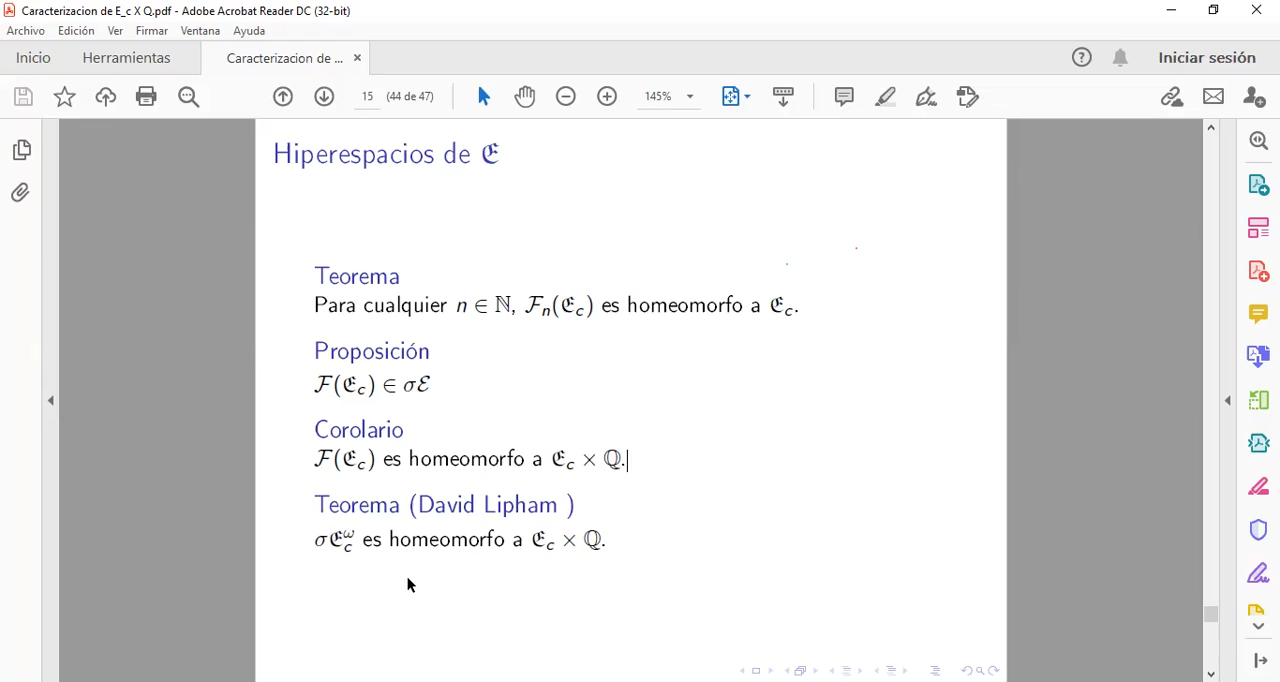 Caracterizacion de E_c X Q.pdf - Adobe Acrobat Reader DC (32-bit)
Archivo Edición Ver Firmar Ventana Ayuda
Inicio Herramientas Caracterizacion de ... × Iniciar sesión
15 (44 de 47) 145%
Hiperespacios de 𝕰
Teorema
Para cualquier n ∈ ℕ, ℱₙ(𝕰_c) es homeomorfo a 𝕰_c.
Proposición
ℱ(𝕰_c) ∈ σℰ
Corolario
ℱ(𝕰_c) es homeomorfo a 𝕰_c × ℚ.
Teorema (David Lipham )
σ𝕰_c^ω es homeomorfo a 𝕰_c × ℚ.